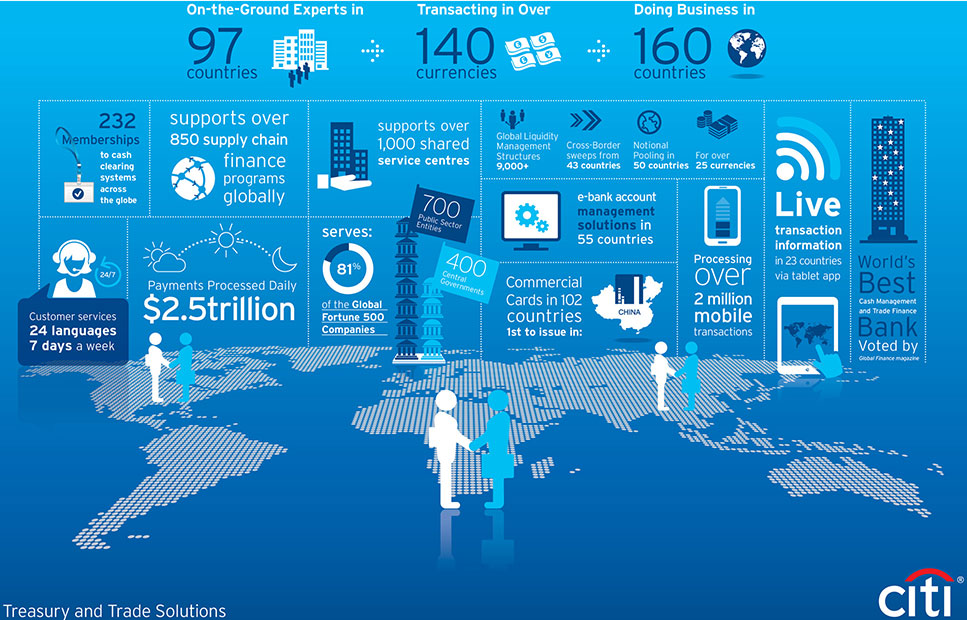 On-the-Ground Experts in
97
countries
Transacting in Over
140
currencies
Doing Business in
160
countries
232
Memberships
to cash
clearing
systems
across
the globe
supports over
850 supply chain
finance
programs
globally
supports over
1,000 shared
service centres
Global Liquidity
Management
Structures
9,000+
Cross-Border
sweeps from
43 countries
Notional
Pooling in
50 countries
For over
25 currencies
Live
transaction
information
in 23 countries
via tablet app
World's
Best
Cash Management
and Trade Finance
Bank
Voted by
Global Finance magazine
24/7
Customer services
24 languages
7 days a week
Payments Processed Daily
$2.5trillion
serves:
81%
of the Global
Fortune 500
Companies
700
Public Sector
Entities
400
Central
Governments
e-bank account
management
solutions in
55 countries
Commercial
Cards in 102
countries
1st to issue in:
CHINA
Processing
over
2 million
mobile
transactions
Treasury and Trade Solutions
citi®